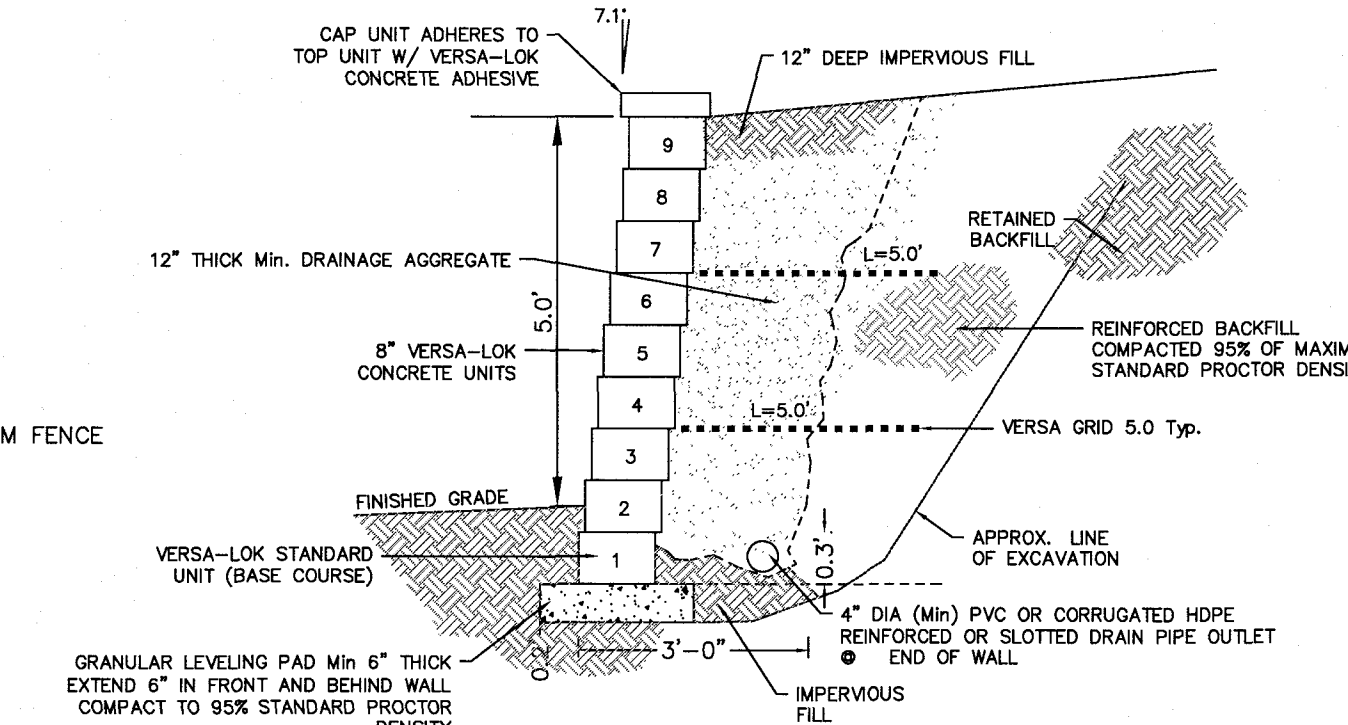 7.1°
CAP UNIT ADHERES TO
TOP UNIT W/ VERSA-LOK
CONCRETE ADHESIVE
12" DEEP IMPERVIOUS FILL
9
8
7
6
5
4
3
2
1
RETAINED
BACKFILL
12" THICK Min. DRAINAGE AGGREGATE
L=5.0'
5.0'
8" VERSA-LOK
CONCRETE UNITS
REINFORCED BACKFILL
COMPACTED 95% OF MAXIM
STANDARD PROCTOR DENSI
L=5.0'
VERSA GRID 5.0 Typ.
M FENCE
FINISHED GRADE
VERSA-LOK STANDARD
UNIT (BASE COURSE)
0.3'
APPROX. LINE
OF EXCAVATION
4" DIA (Min) PVC OR CORRUGATED HDPE
REINFORCED OR SLOTTED DRAIN PIPE OUTLET
@ END OF WALL
3'-0"
GRANULAR LEVELING PAD Min 6" THICK
EXTEND 6" IN FRONT AND BEHIND WALL
COMPACT TO 95% STANDARD PROCTOR
DENSITY
IMPERVIOUS
FILL